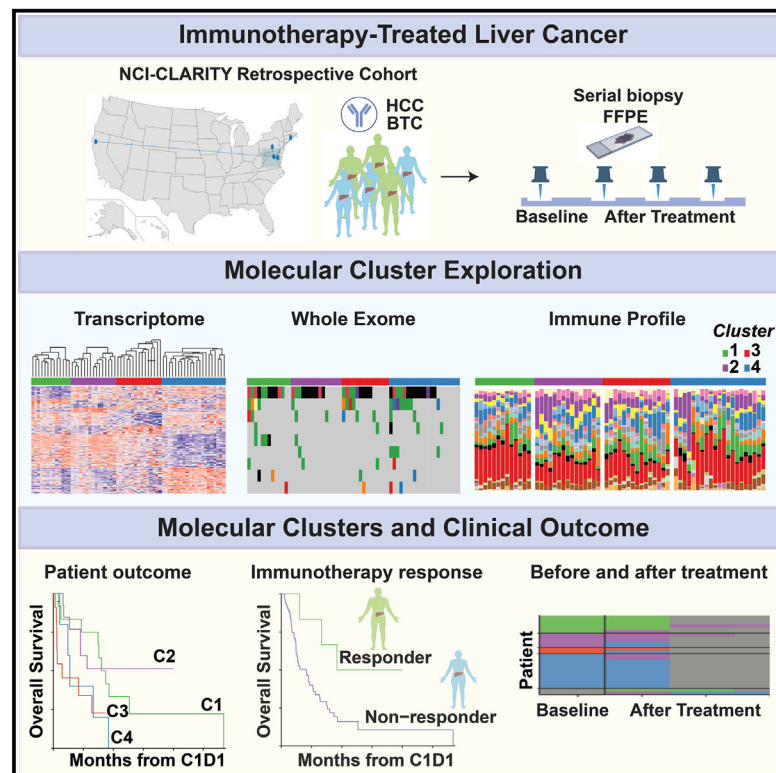 Immunotherapy-Treated Liver Cancer
NCI-CLARITY Retrospective Cohort
HCC
BTC
Serial biopsy
FFPE
Baseline After Treatment
Molecular Cluster Exploration
Transcriptome
Whole Exome
Immune Profile
Cluster
1 3
2 4
Molecular Clusters and Clinical Outcome
Patient outcome
Overall Survival
C2
C1
C3
C4
Months from C1D1
Immunotherapy response
Overall Survival
Responder
Non−responder
Months from C1D1
Before and after treatment
Patient
Baseline After Treatment